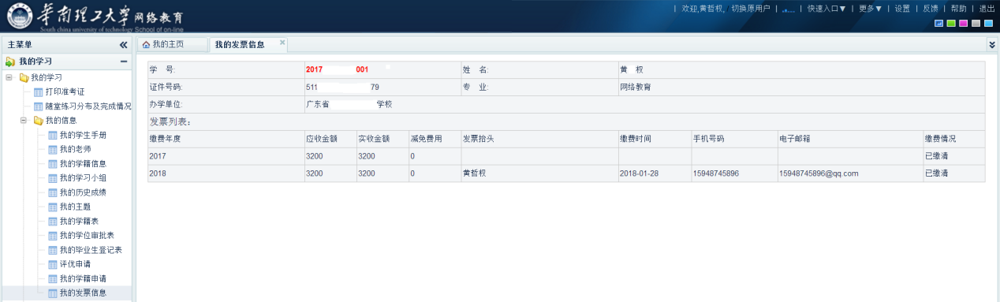 華南理工大学 网络教育
South china university of technology School of on-line
| 欢迎,黄哲权, 切换原用户 | | 快速入口▼ | 更多▼ | 设置 | 反馈 | 帮助 | 退出
主菜单
我的主页
我的发票信息
我的学习
我的学习
打印准考证
随堂练习分布及完成情况
我的信息
我的学生手册
我的老师
我的学籍信息
我的学习小组
我的历史成绩
我的主题
我的学籍表
我的学位审批表
我的毕业生登记表
评优申请
我的学籍申请
我的发票信息
学 号: 2017 001 姓 名: 黄 权
证件号码: 511 79 专 业: 网络教育
办学单位: 广东省 学校
发票列表:
缴费年度 应收金额 实收金额 减免费用 发票抬头 缴费时间 手机号码 电子邮箱 缴费情况
2017 3200 3200 0 已缴清
2018 3200 3200 0 黄哲权 2018-01-28 15948745896 15948745896@qq.com 已缴清